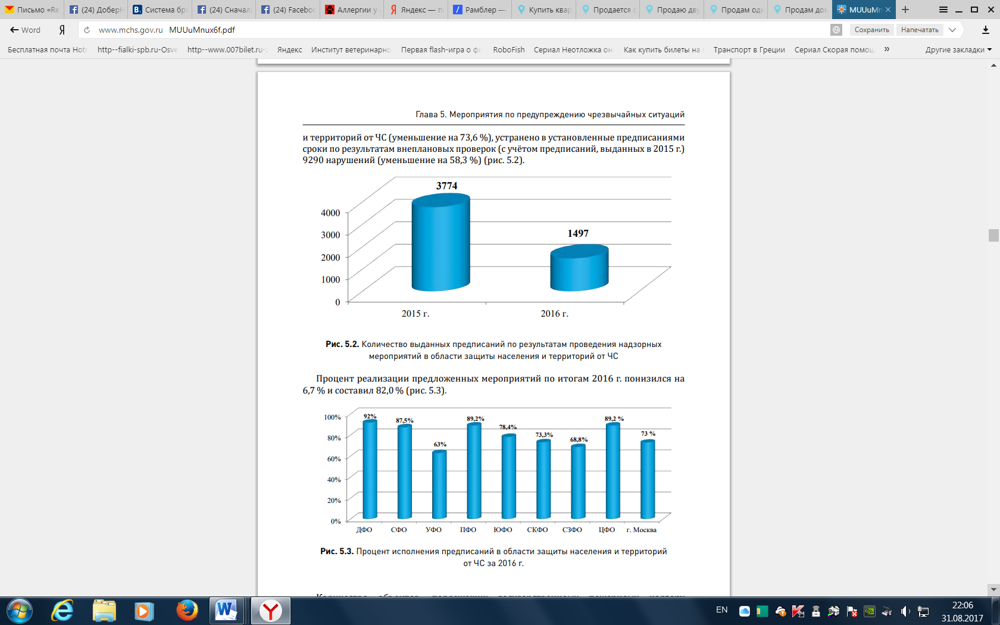 Письмо «Re
(24) ДоберН
Система бро
(24) Сначала
(24) Faceboo
Аллергии у
Яндекс — п
Рамблер —
Купить квар
Продается
Продаю дву
Продам одн
Продам дом
MUUuMn
Word
www.mchs.gov.ru MUUuMnux6f.pdf
Сохранить
Напечатать
Бесплатная почта Hotr
http--fialki-spb.ru-Osve
http--www.007bilet.ru-
Яндекс
Институт ветеринарно
Первая flash-игра о фи
RoboFish
Сериал Неотложка он
Как купить билеты на
Транспорт в Греции
Сериал Скорая помощ
»
Другие закладки
Глава 5. Мероприятия по предупреждению чрезвычайных ситуаций
и территорий от ЧС (уменьшение на 73,6 %), устранено в установленные предписаниями
сроки по результатам внеплановых проверок (с учётом предписаний, выданных в 2015 г.)
9290 нарушений (уменьшение на 58,3 %) (рис. 5.2).
3774
1497
4000
3000
2000
1000
0
2015 г.
2016 г.
Рис. 5.2. Количество выданных предписаний по результатам проведения надзорных
мероприятий в области защиты населения и территорий от ЧС
Процент реализации предложенных мероприятий по итогам 2016 г. понизился на
6,7 % и составил 82,0 % (рис. 5.3).
100%
80%
60%
40%
20%
0%
92%
87,5%
63%
89,2%
78,4%
73,3%
68,8%
89,2 %
73 %
ДФО
СФО
УФО
ПФО
ЮФО
СКФО
СЗФО
ЦФО
г. Москва
Рис. 5.3. Процент исполнения предписаний в области защиты населения и территорий
от ЧС за 2016 г.
Количество объектов, подлежащих государственному пожарному надзору
EN
22:06
31.08.2017